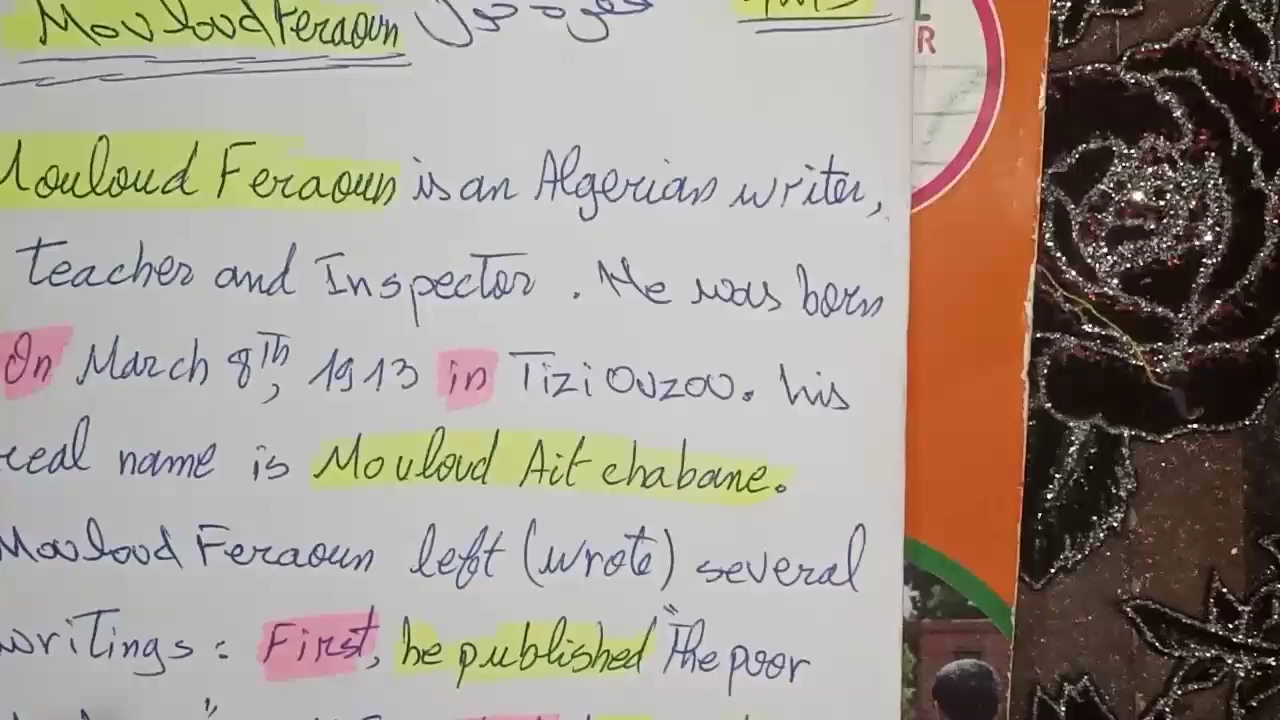 Mouloud Feraoun
Mouloud Feraoun is an Algerian writer,
teacher and Inspector. He was born
On March 8Th, 1913 in Tizi Ouzou. his
real name is Mouloud Ait chabane.
Mouloud Feraoun left (wrote) several
writings: First, he published "The poor
L
R